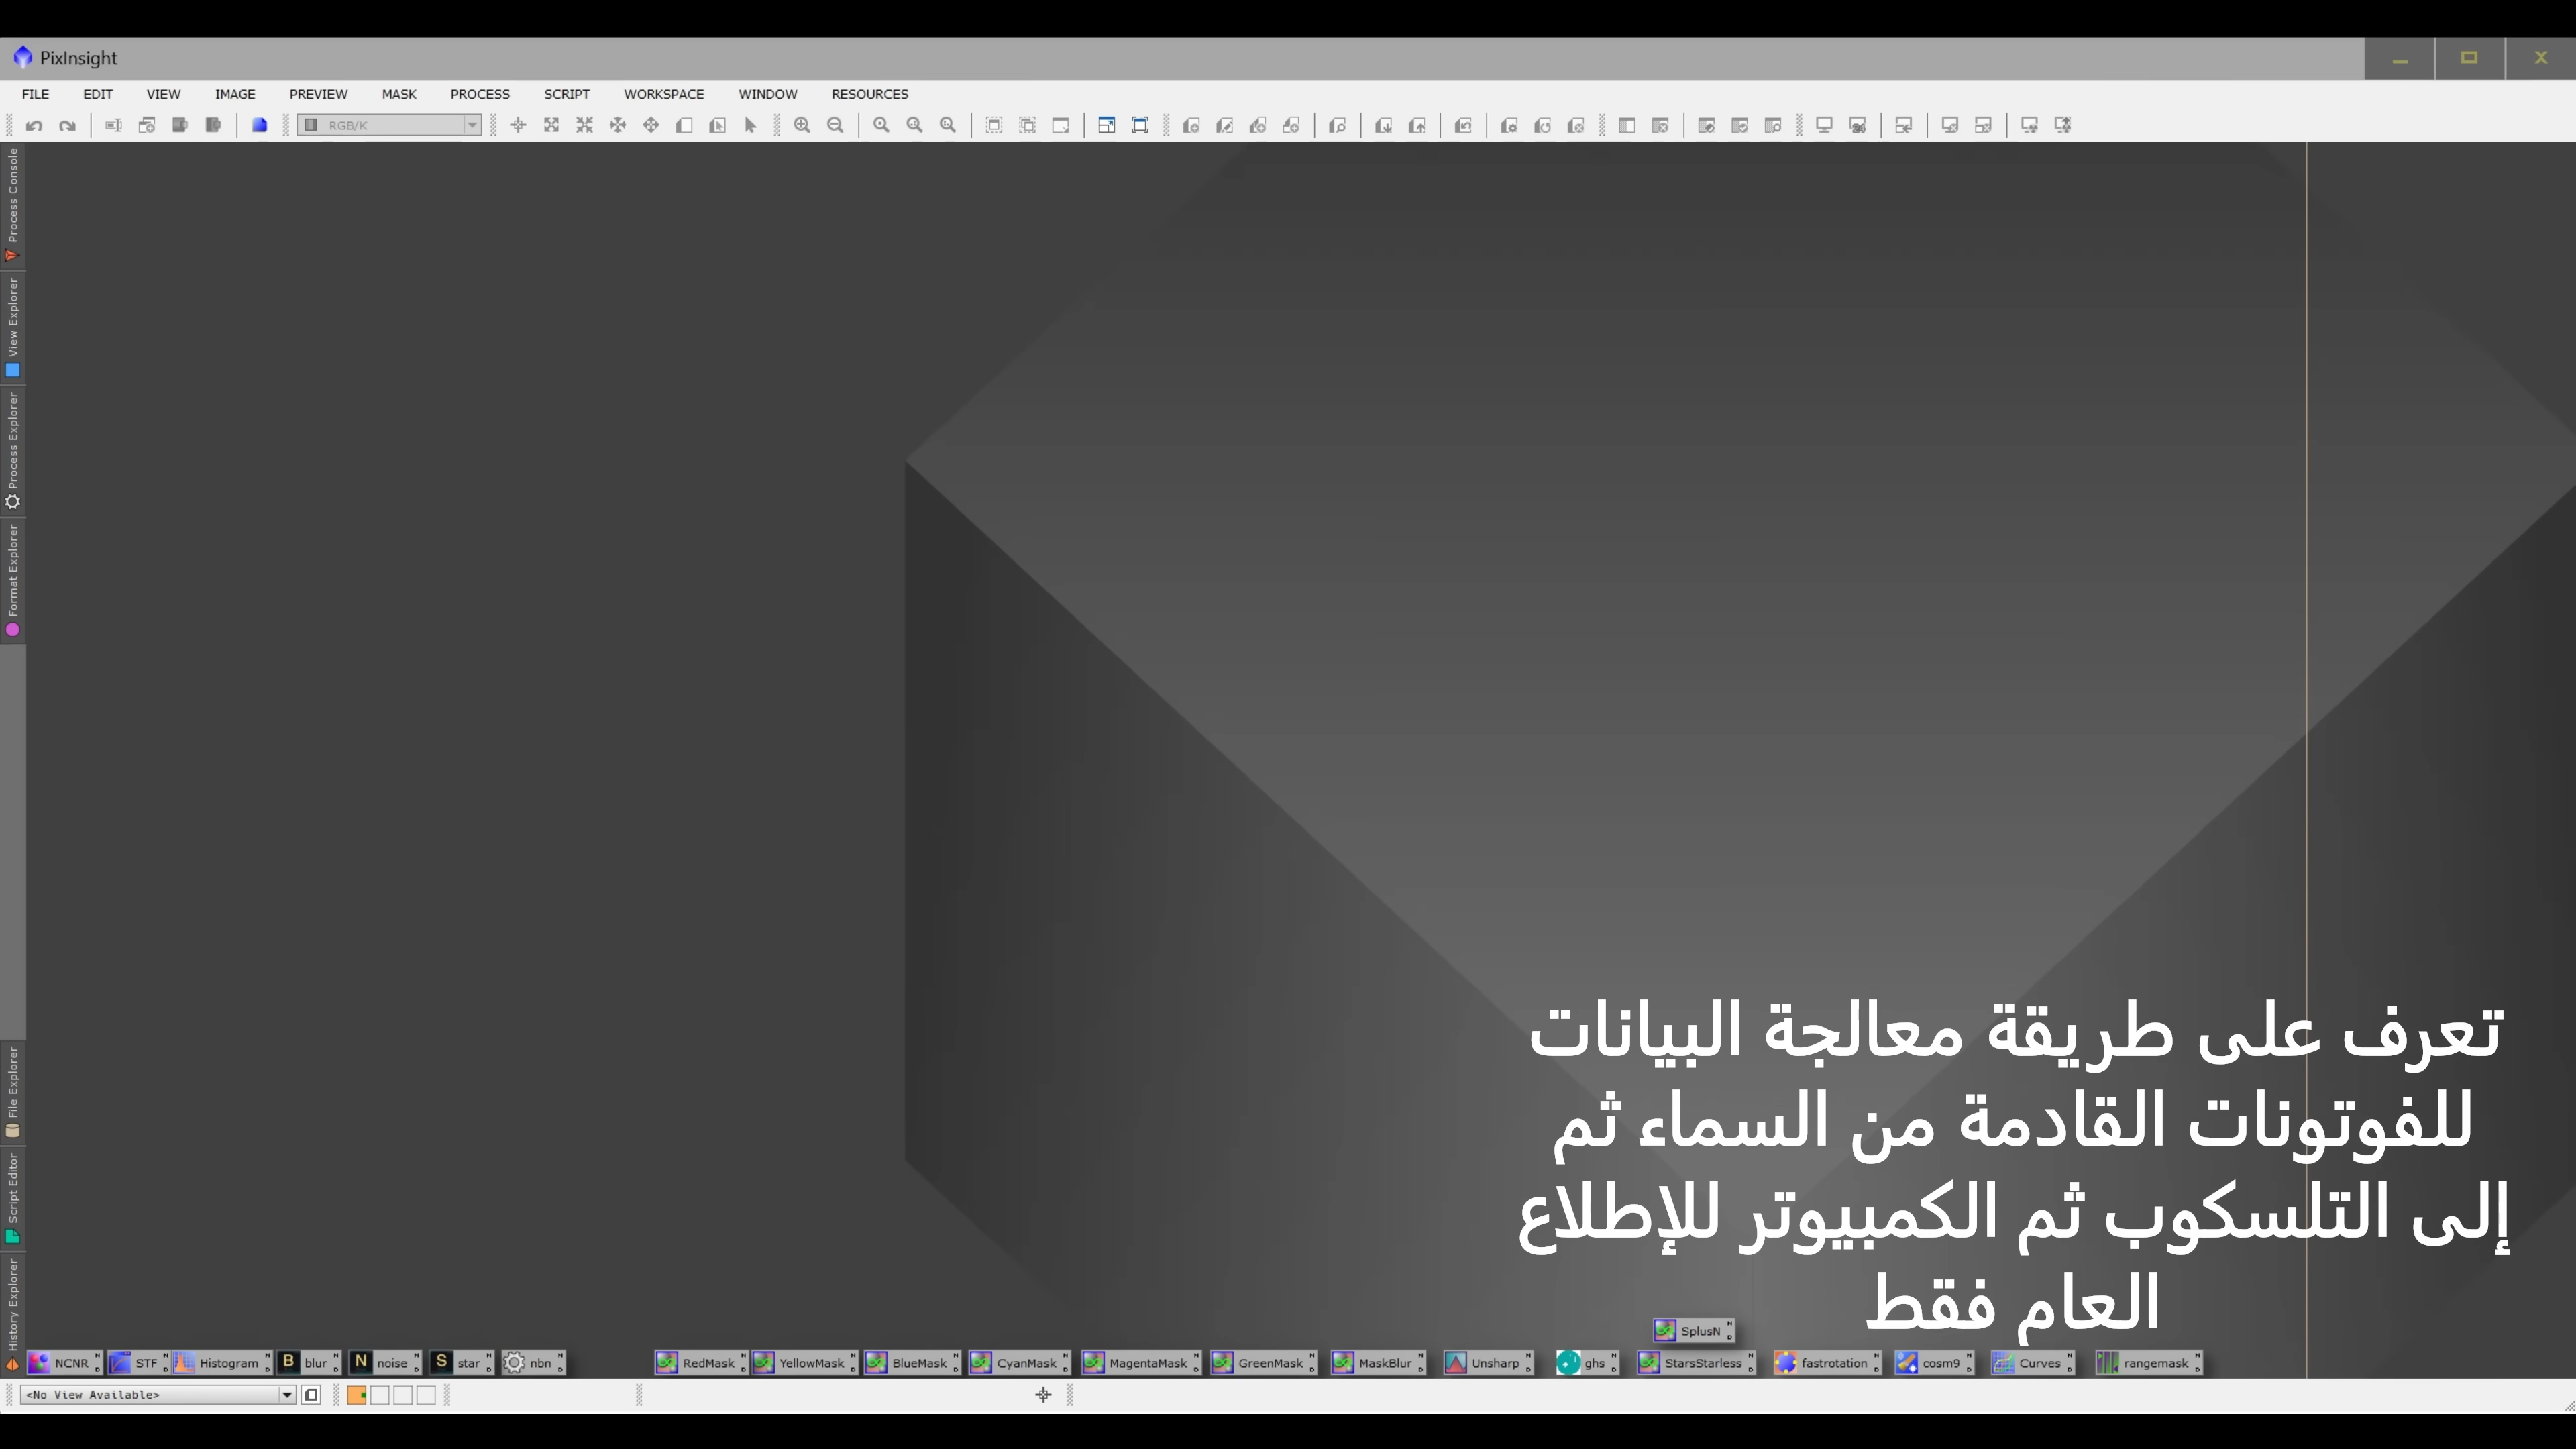 PixInsight
FILE EDIT VIEW IMAGE PREVIEW MASK PROCESS SCRIPT WORKSPACE WINDOW RESOURCES
RGB/K
Process Console
View Explorer
Process Explorer
Format Explorer
File Explorer
Script Editor
History Explorer
تعرف على طريقة معالجة البيانات
للفوتونات القادمة من السماء ثم
إلى التلسكوب ثم الكمبيوتر للإطلاع
العام فقط
SplusN
NCNR STF Histogram B blur N noise S star nbn RedMask YellowMask BlueMask CyanMask MagentaMask GreenMask MaskBlur Unsharp ghs StarsStarless fastrotation cosm9 Curves rangemask
<No View Available>